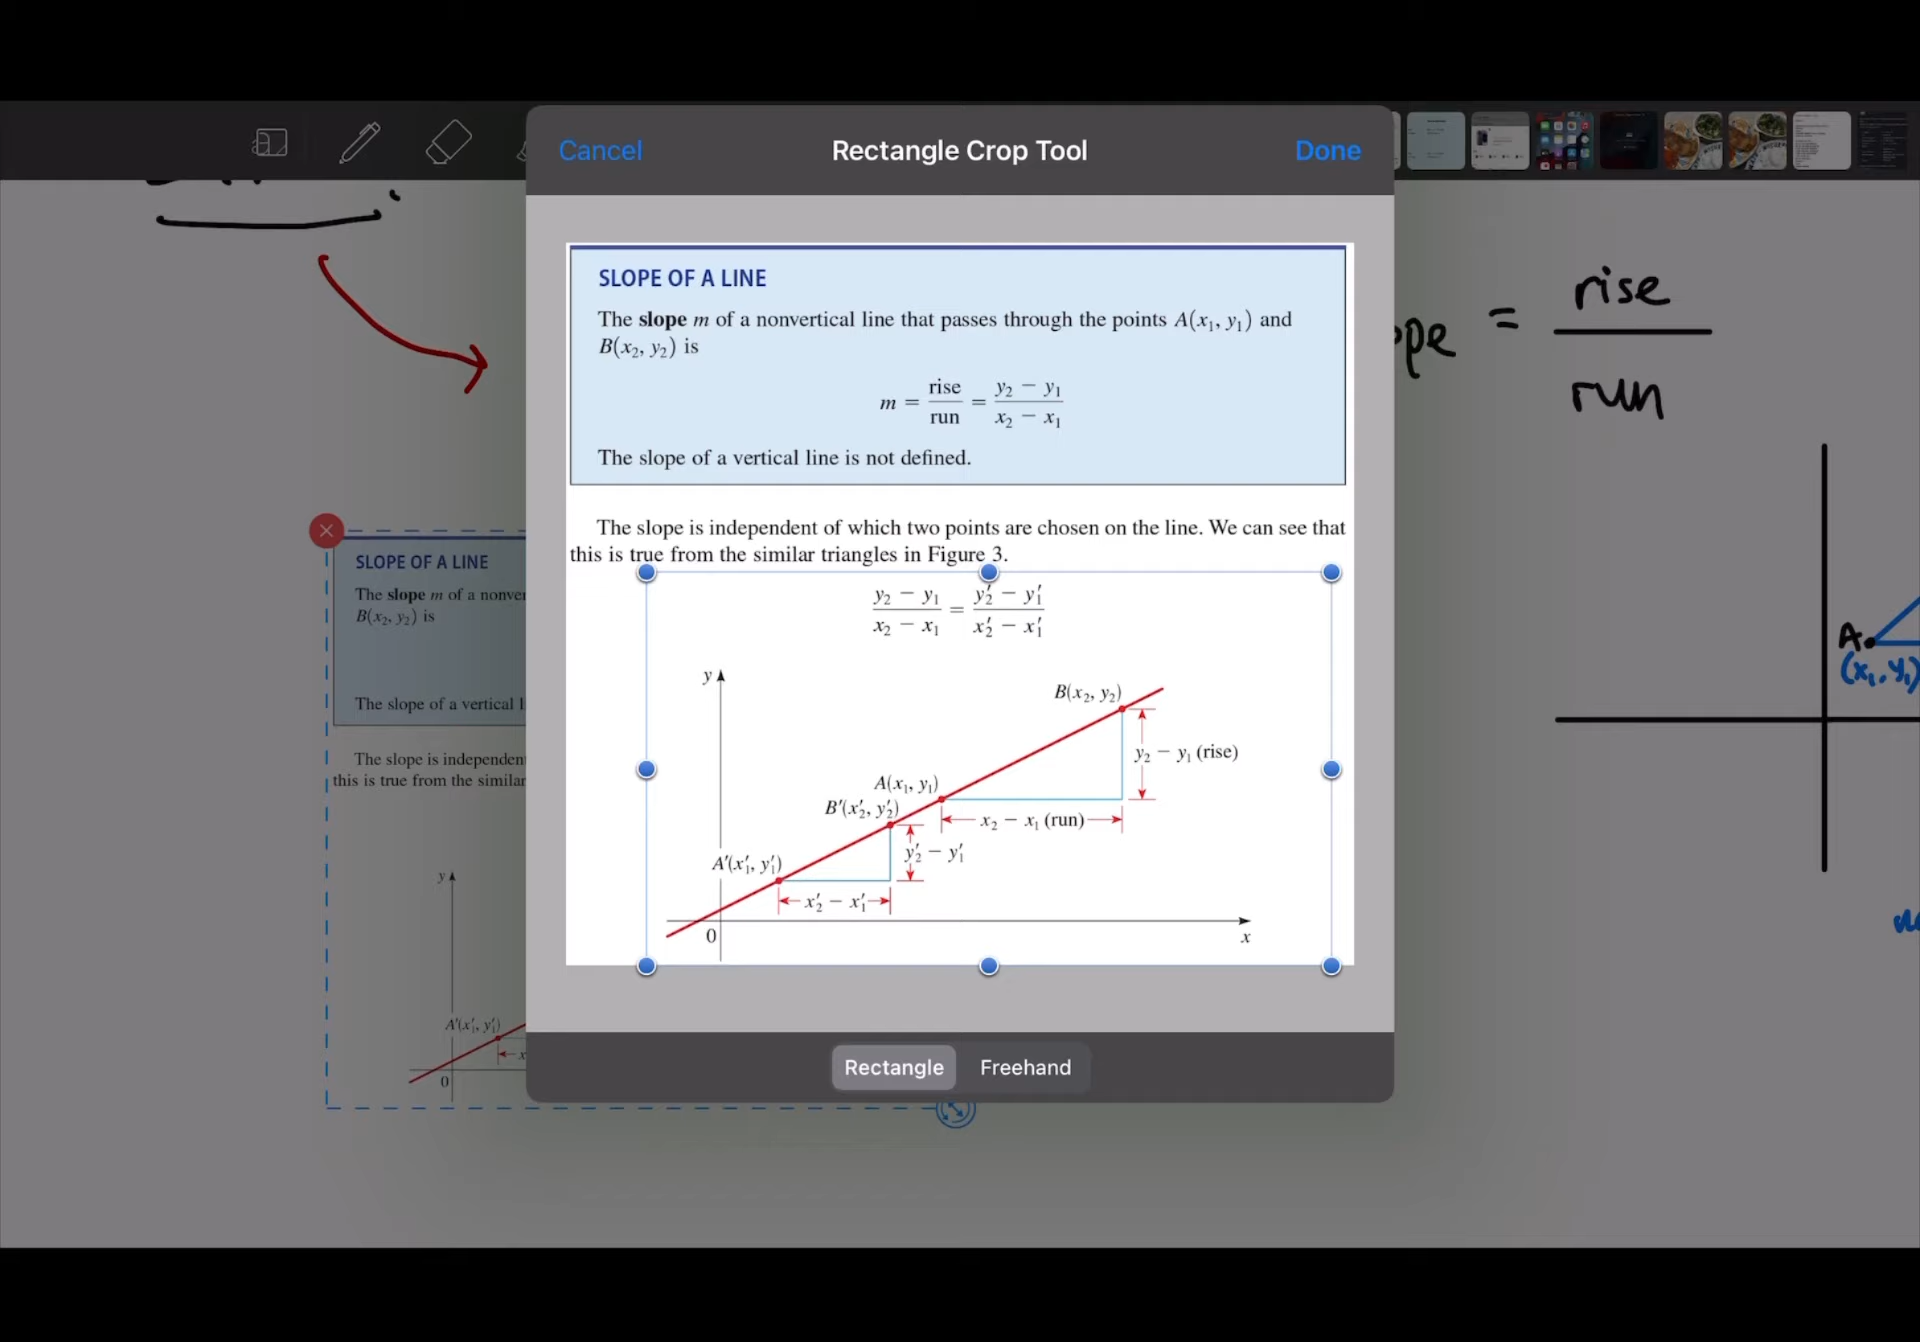 Cancel
Rectangle Crop Tool
Done
SLOPE OF A LINE
The slope m of a nonvertical line that passes through the points A(x₁, y₁) and
B(x₂, y₂) is
m = rise/run = (y₂ − y₁)/(x₂ − x₁)
The slope of a vertical line is not defined.
The slope is independent of which two points are chosen on the line. We can see that
this is true from the similar triangles in Figure 3.
(y₂ − y₁)/(x₂ − x₁) = (y′₂ − y′₁)/(x′₂ − x′₁)
y
B(x₂, y₂)
y₂ − y₁ (rise)
A(x₁, y₁)
B′(x′₂, y′₂)
x₂ − x₁ (run)
y′₂ − y′₁
A′(x′₁, y′₁)
x′₂ − x′₁
0
x
Rectangle
Freehand
SLOPE OF A LINE
The slope m of a nonve
B(x₂, y₂) is
The slope of a vertical l
The slope is independen
this is true from the similar
y
A′(x′₁, y′₁)
0
ope = rise/run
A
(x₁, y₁)